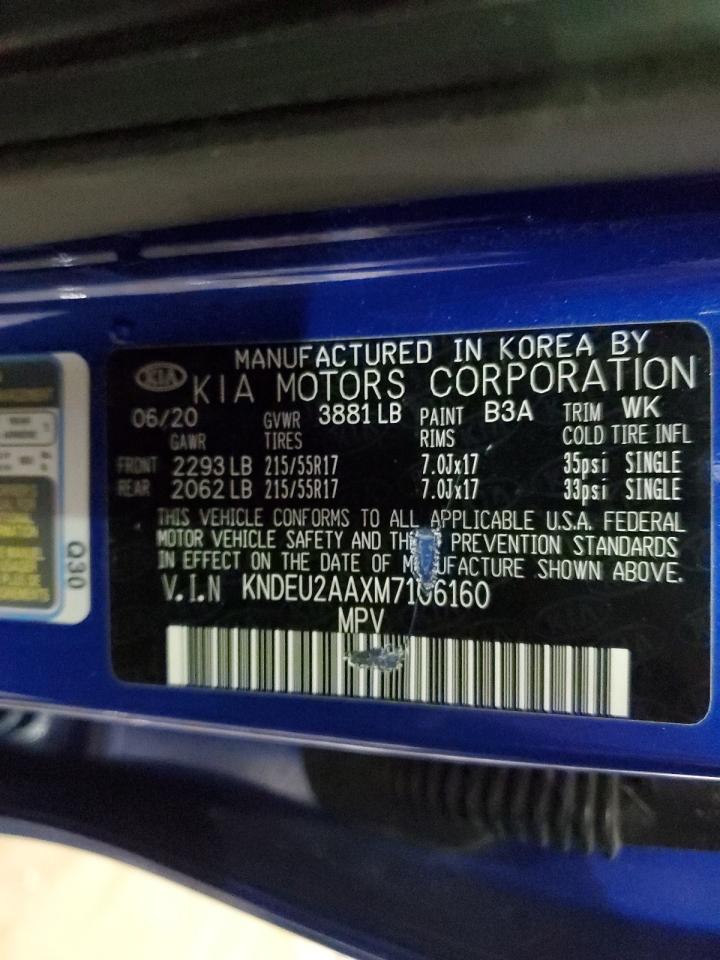 MANUFACTURED IN KOREA BY
KIA KIA MOTORS CORPORATION
06/20 GVWR 3881 LB PAINT B3A TRIM WK
GAWR TIRES RIMS COLD TIRE INFL
FRONT 2293 LB 215/55R17 7.0Jx17 35psi SINGLE
REAR 2062 LB 215/55R17 7.0Jx17 33psi SINGLE
THIS VEHICLE CONFORMS TO ALL APPLICABLE U.S.A. FEDERAL
MOTOR VEHICLE SAFETY AND THEFT PREVENTION STANDARDS
IN EFFECT ON THE DATE OF MANUFACTURE SHOWN ABOVE.
V.I.N KNDEU2AAXM7106160
MPV
Q30